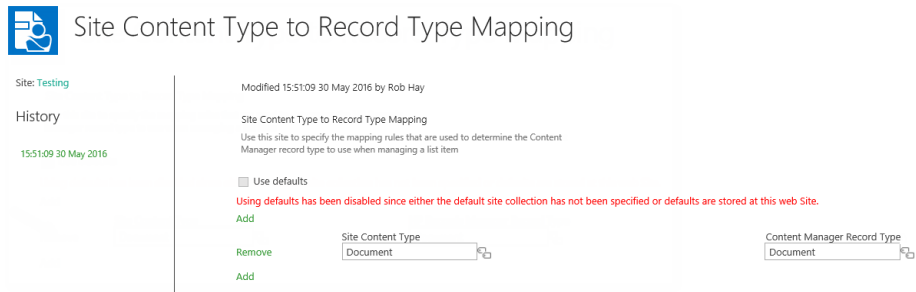 Site Content Type to Record Type Mapping
Site: Testing
History
15:51:09 30 May 2016
Modified 15:51:09 30 May 2016 by Rob Hay
Site Content Type to Record Type Mapping
Use this site to specify the mapping rules that are used to determine the Content
Manager record type to use when managing a list item
Use defaults
Using defaults has been disabled since either the default site collection has not been specified or defaults are stored at this web Site.
Add
Site Content Type Content Manager Record Type
Remove Document Document
Add